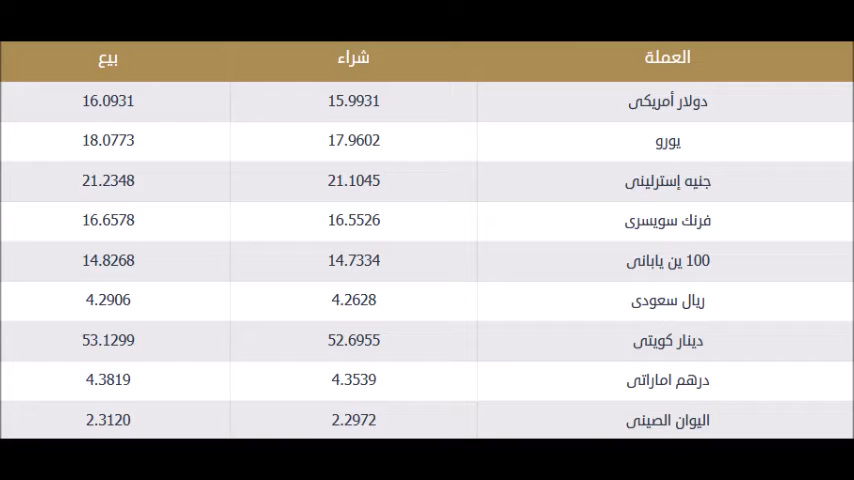 العملة شراء بيع
دولار أمريكى 15.9931 16.0931
يورو 17.9602 18.0773
جنيه إسترلينى 21.1045 21.2348
فرنك سويسرى 16.5526 16.6578
100 ين يابانى 14.7334 14.8268
ريال سعودى 4.2628 4.2906
دينار كويتى 52.6955 53.1299
درهم اماراتى 4.3539 4.3819
اليوان الصينى 2.2972 2.3120